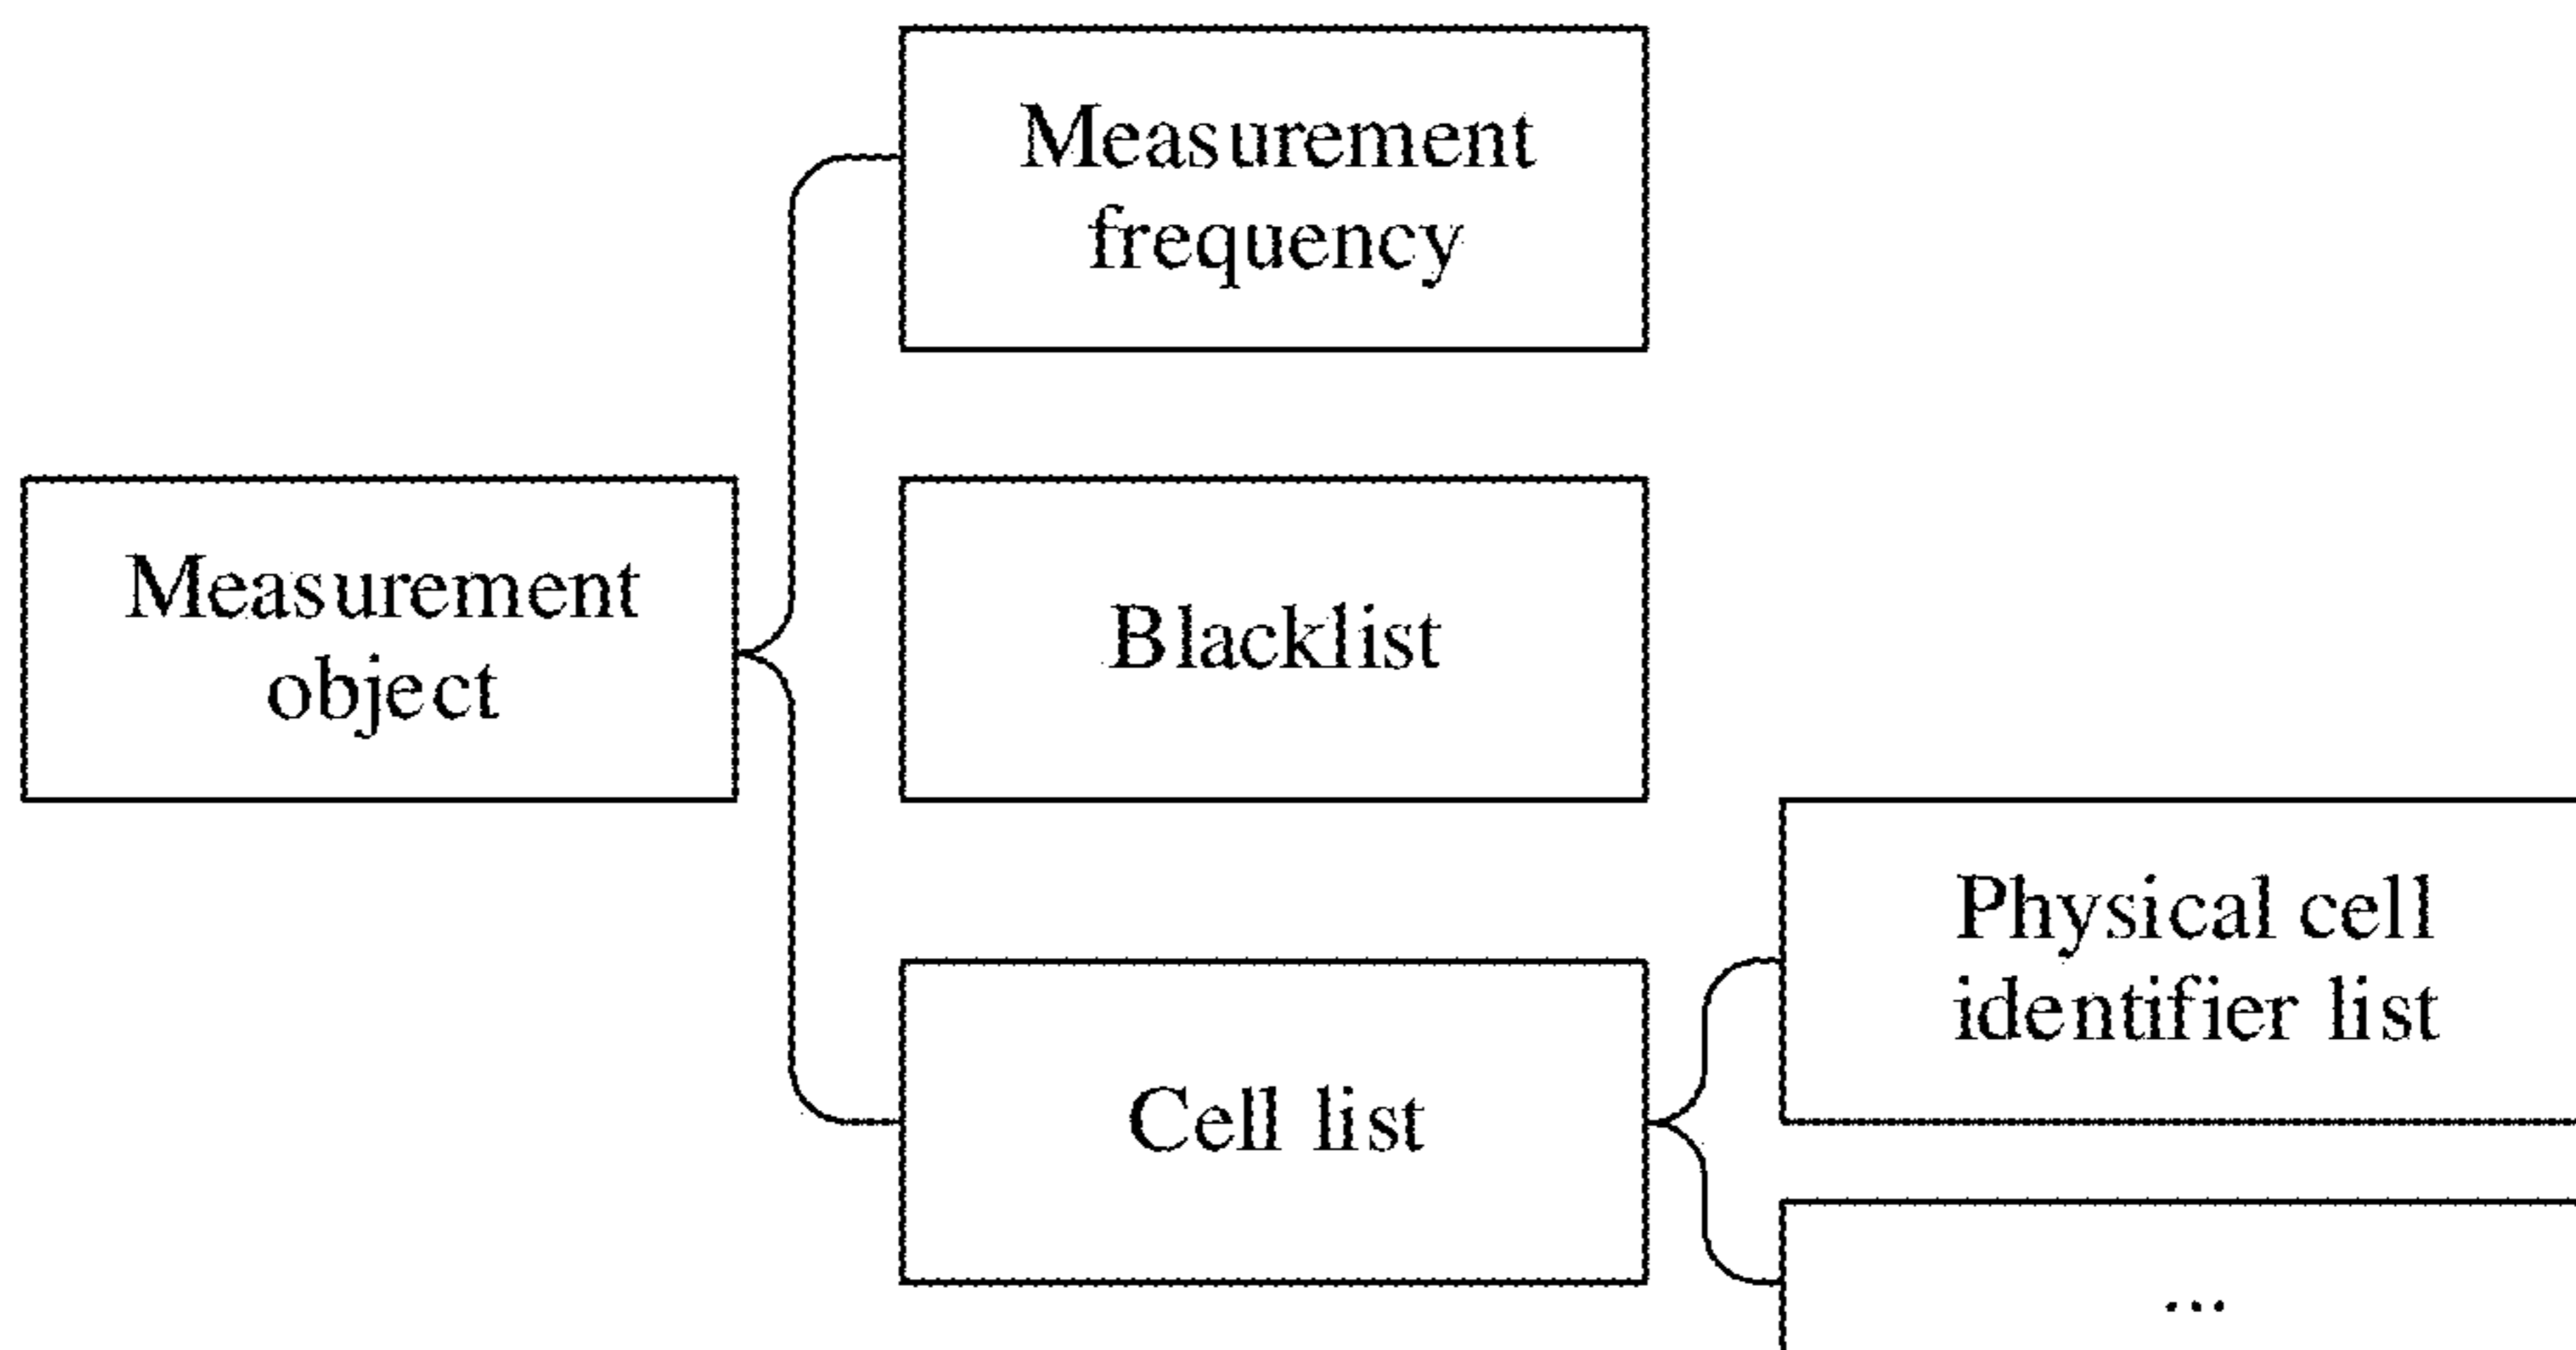 Measurement
frequency
Measurement
object
Blacklist
Physical cell
identifier list
Cell list
...